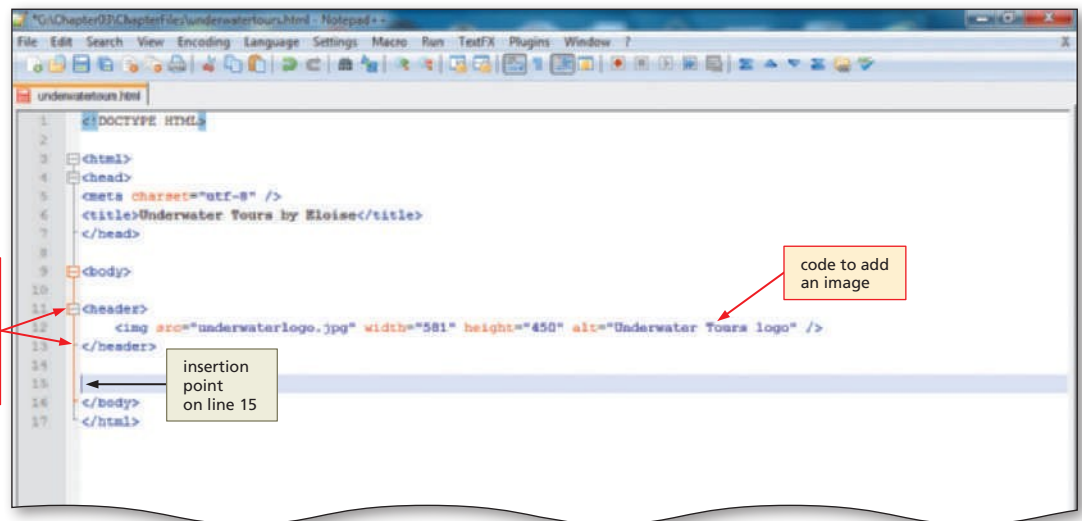 *G:\Chapter03\ChapterFiles\underwatertours.html - Notepad++
File Edit Search View Encoding Language Settings Macro Run TextFX Plugins Window ? X
underwatertours.html
1 <!DOCTYPE HTML>
2
3 <html>
4 <head>
5 <meta charset="utf-8" />
6 <title>Underwater Tours by Eloise</title>
7 </head>
8
9 <body>
10
11 <header>
12 <img src="underwaterlogo.jpg" width="581" height="450" alt="Underwater Tours logo" />
13 </header>
14
15
16 </body>
17 </html>
code to add
an image
insertion
point
on line 15